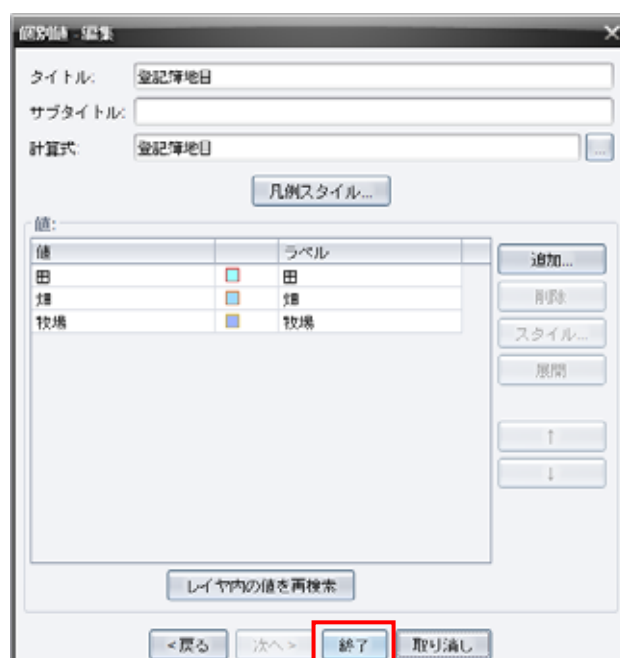 個別値 - 編集
タイトル: 登記簿地目
サブタイトル:
計算式: 登記簿地目 ...
凡例スタイル...
値:
値 ラベル
田 田
畑 畑
牧場 牧場
追加...
削除
スタイル...
展開
↑
↓
レイヤ内の値を再検索
<戻る 次へ> 終了 取り消し